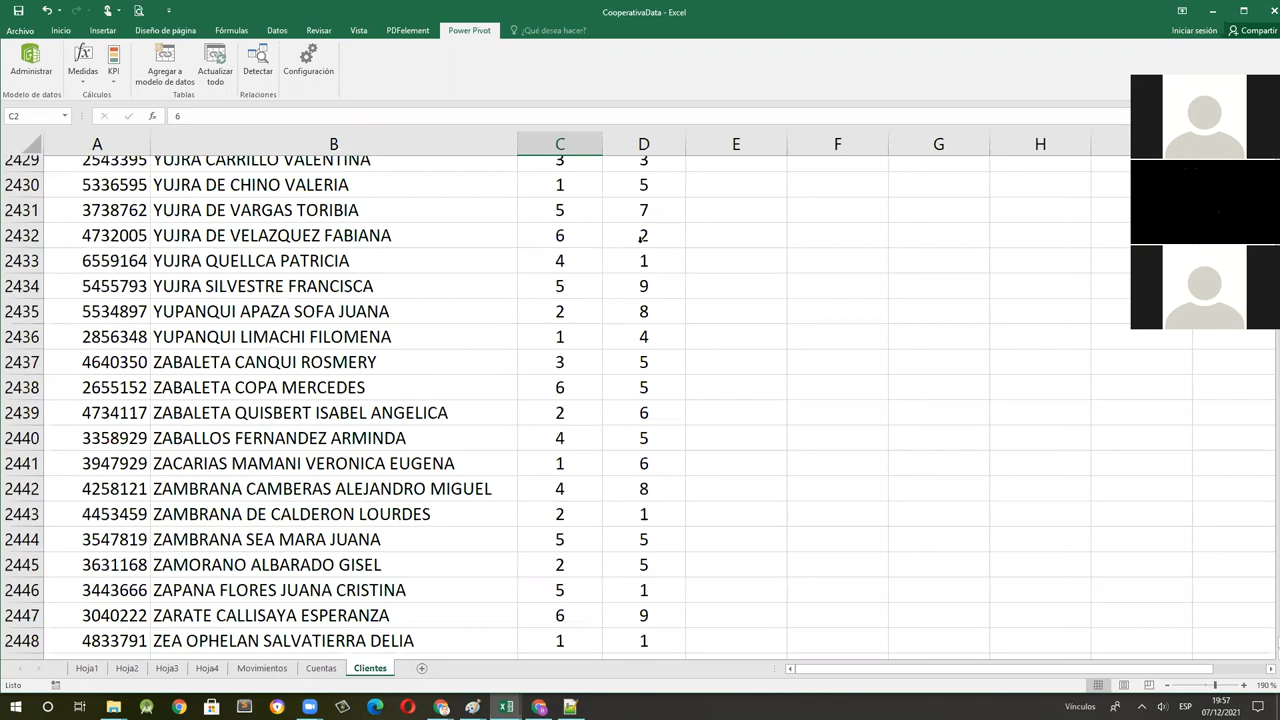 CooperativaData - Excel
Archivo Inicio Insertar Diseño de página Fórmulas Datos Revisar Vista PDFelement Power Pivot ¿Qué desea hacer? Iniciar sesión Compartir
Administrar Medidas KPI Agregar a modelo de datos Actualizar todo Detectar Configuración
Modelo de datos Cálculos Tablas Relaciones
C2 fx 6
A B C D E F G H
2429 2543395 YUJRA CARRILLO VALENTINA 3 3
2430 5336595 YUJRA DE CHINO VALERIA 1 5
2431 3738762 YUJRA DE VARGAS TORIBIA 5 7
2432 4732005 YUJRA DE VELAZQUEZ FABIANA 6 2
2433 6559164 YUJRA QUELLCA PATRICIA 4 1
2434 5455793 YUJRA SILVESTRE FRANCISCA 5 9
2435 5534897 YUPANQUI APAZA SOFA JUANA 2 8
2436 2856348 YUPANQUI LIMACHI FILOMENA 1 4
2437 4640350 ZABALETA CANQUI ROSMERY 3 5
2438 2655152 ZABALETA COPA MERCEDES 6 5
2439 4734117 ZABALETA QUISBERT ISABEL ANGELICA 2 6
2440 3358929 ZABALLOS FERNANDEZ ARMINDA 4 5
2441 3947929 ZACARIAS MAMANI VERONICA EUGENA 1 6
2442 4258121 ZAMBRANA CAMBERAS ALEJANDRO MIGUEL 4 8
2443 4453459 ZAMBRANA DE CALDERON LOURDES 2 1
2444 3547819 ZAMBRANA SEA MARA JUANA 5 5
2445 3631168 ZAMORANO ALBARADO GISEL 2 5
2446 3443666 ZAPANA FLORES JUANA CRISTINA 5 1
2447 3040222 ZARATE CALLISAYA ESPERANZA 6 9
2448 4833791 ZEA OPHELAN SALVATIERRA DELIA 1 1
Hoja1 Hoja2 Hoja3 Hoja4 Movimientos Cuentas Clientes
Listo 190 %
Vínculos ESP 19:57
07/12/2021